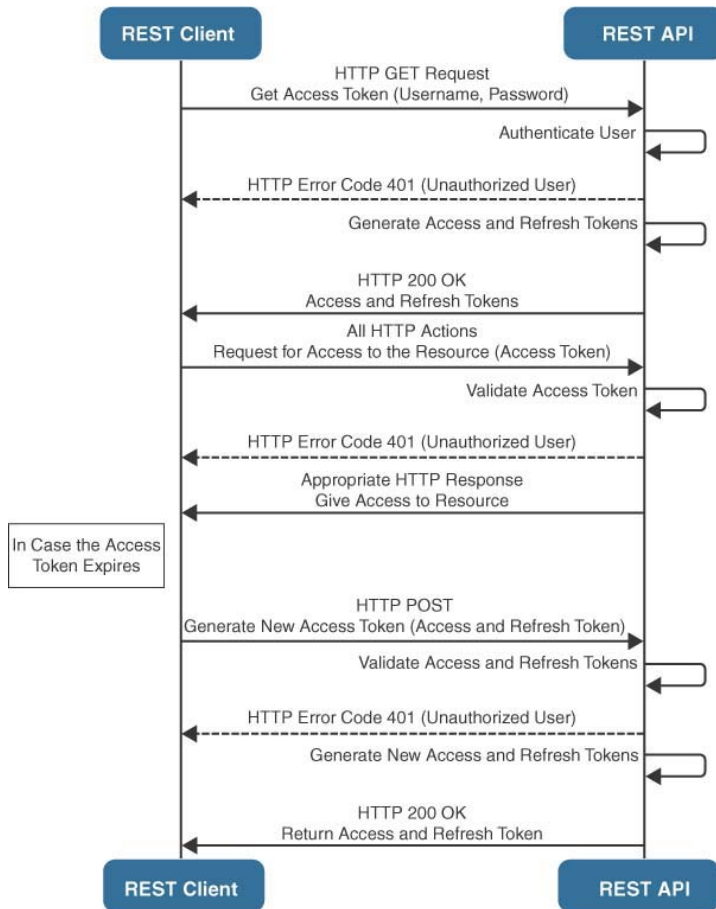 REST Client
REST API
HTTP GET Request
Get Access Token (Username, Password)
Authenticate User
HTTP Error Code 401 (Unauthorized User)
Generate Access and Refresh Tokens
HTTP 200 OK
Access and Refresh Tokens
All HTTP Actions
Request for Access to the Resource (Access Token)
Validate Access Token
HTTP Error Code 401 (Unauthorized User)
Appropriate HTTP Response
Give Access to Resource
In Case the Access
Token Expires
HTTP POST
Generate New Access Token (Access and Refresh Token)
Validate Access and Refresh Tokens
HTTP Error Code 401 (Unauthorized User)
Generate New Access and Refresh Tokens
HTTP 200 OK
Return Access and Refresh Token
REST Client
REST API